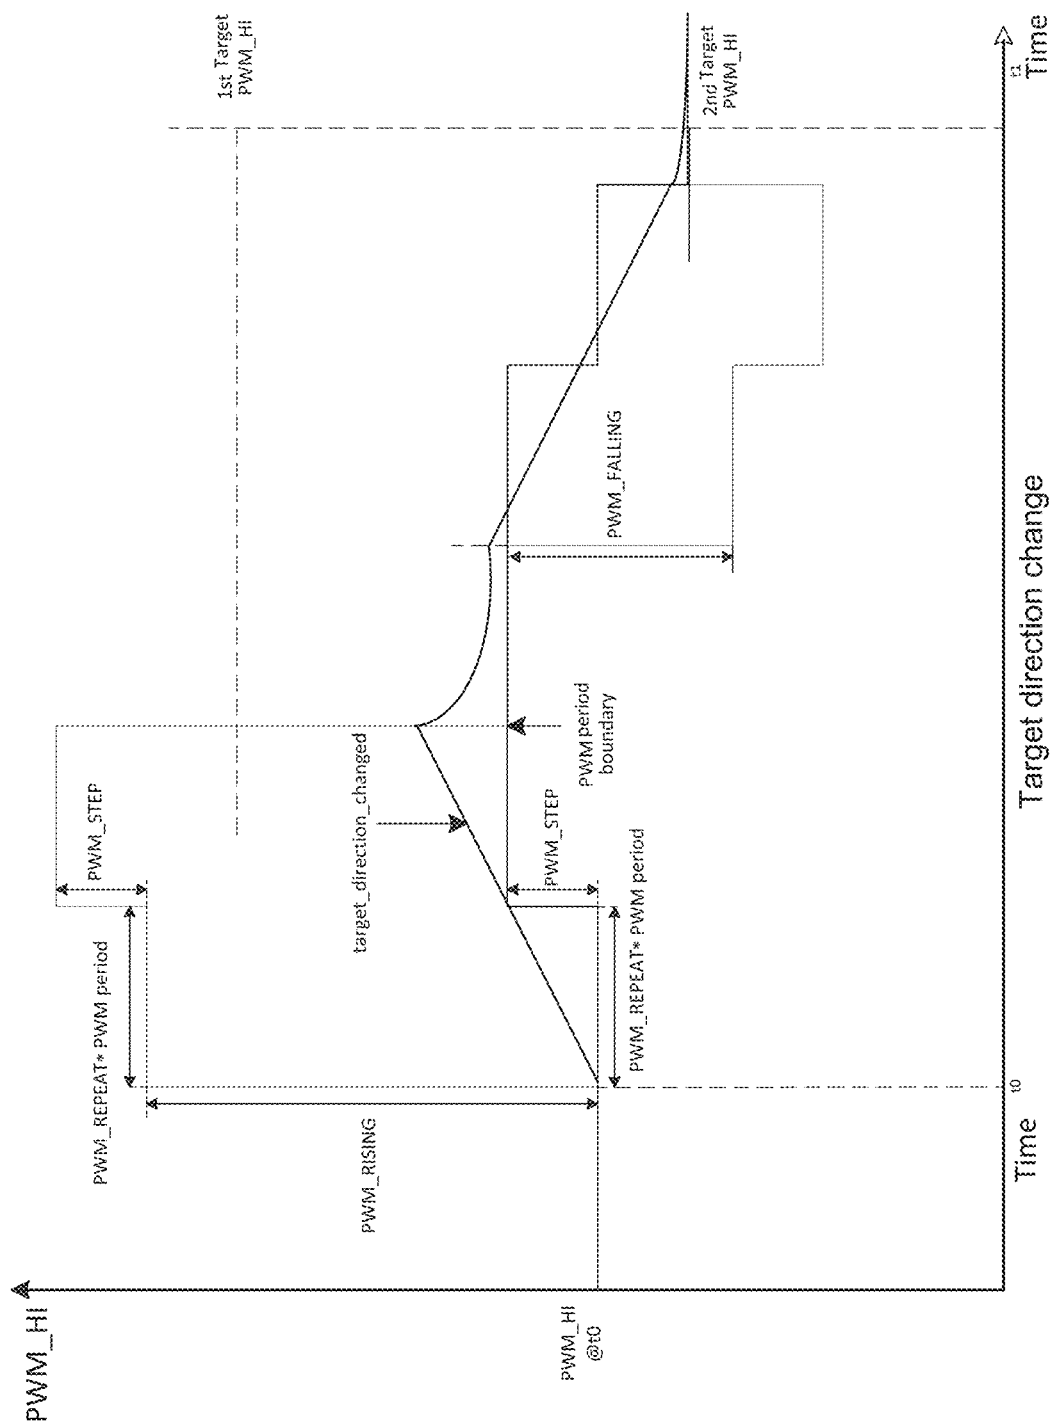 PWM_HI
1st Target
PWM_HI
PWM_STEP
PWM_REPEAT* PWM period
PWM_RISING
target_direction_changed
PWM_HI
@t0
PWM_STEP
PWM period
boundary
PWM_REPEAT* PWM period
PWM_FALLING
2nd Target
PWM_HI
t0
t1
Time
Time
Target direction change